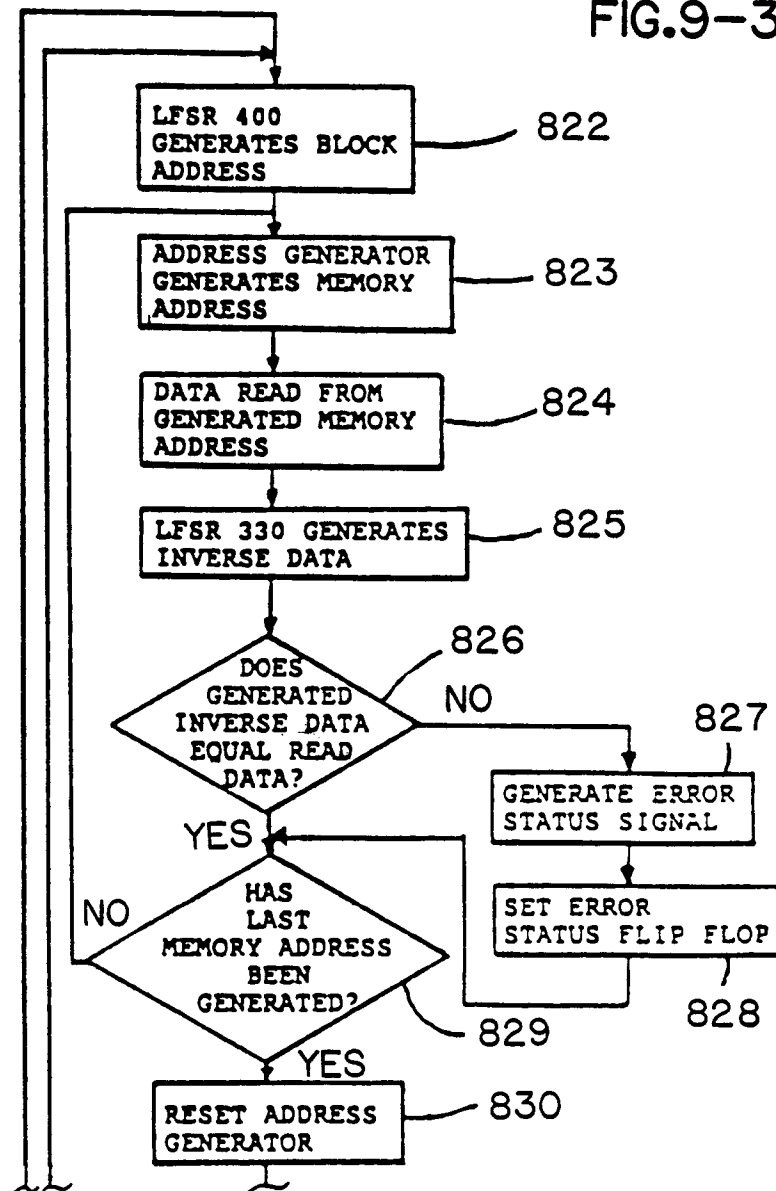 FIG.9-3
LFSR 400
GENERATES BLOCK
ADDRESS
822
ADDRESS GENERATOR
GENERATES MEMORY
ADDRESS
823
DATA READ FROM
GENERATED MEMORY
ADDRESS
824
LFSR 330 GENERATES
INVERSE DATA
825
DOES
GENERATED
INVERSE DATA
EQUAL READ
DATA?
826
NO
827
GENERATE ERROR
STATUS SIGNAL
YES
SET ERROR
STATUS FLIP FLOP
828
NO
HAS
LAST
MEMORY ADDRESS
BEEN
GENERATED?
829
YES
RESET ADDRESS
GENERATOR
830